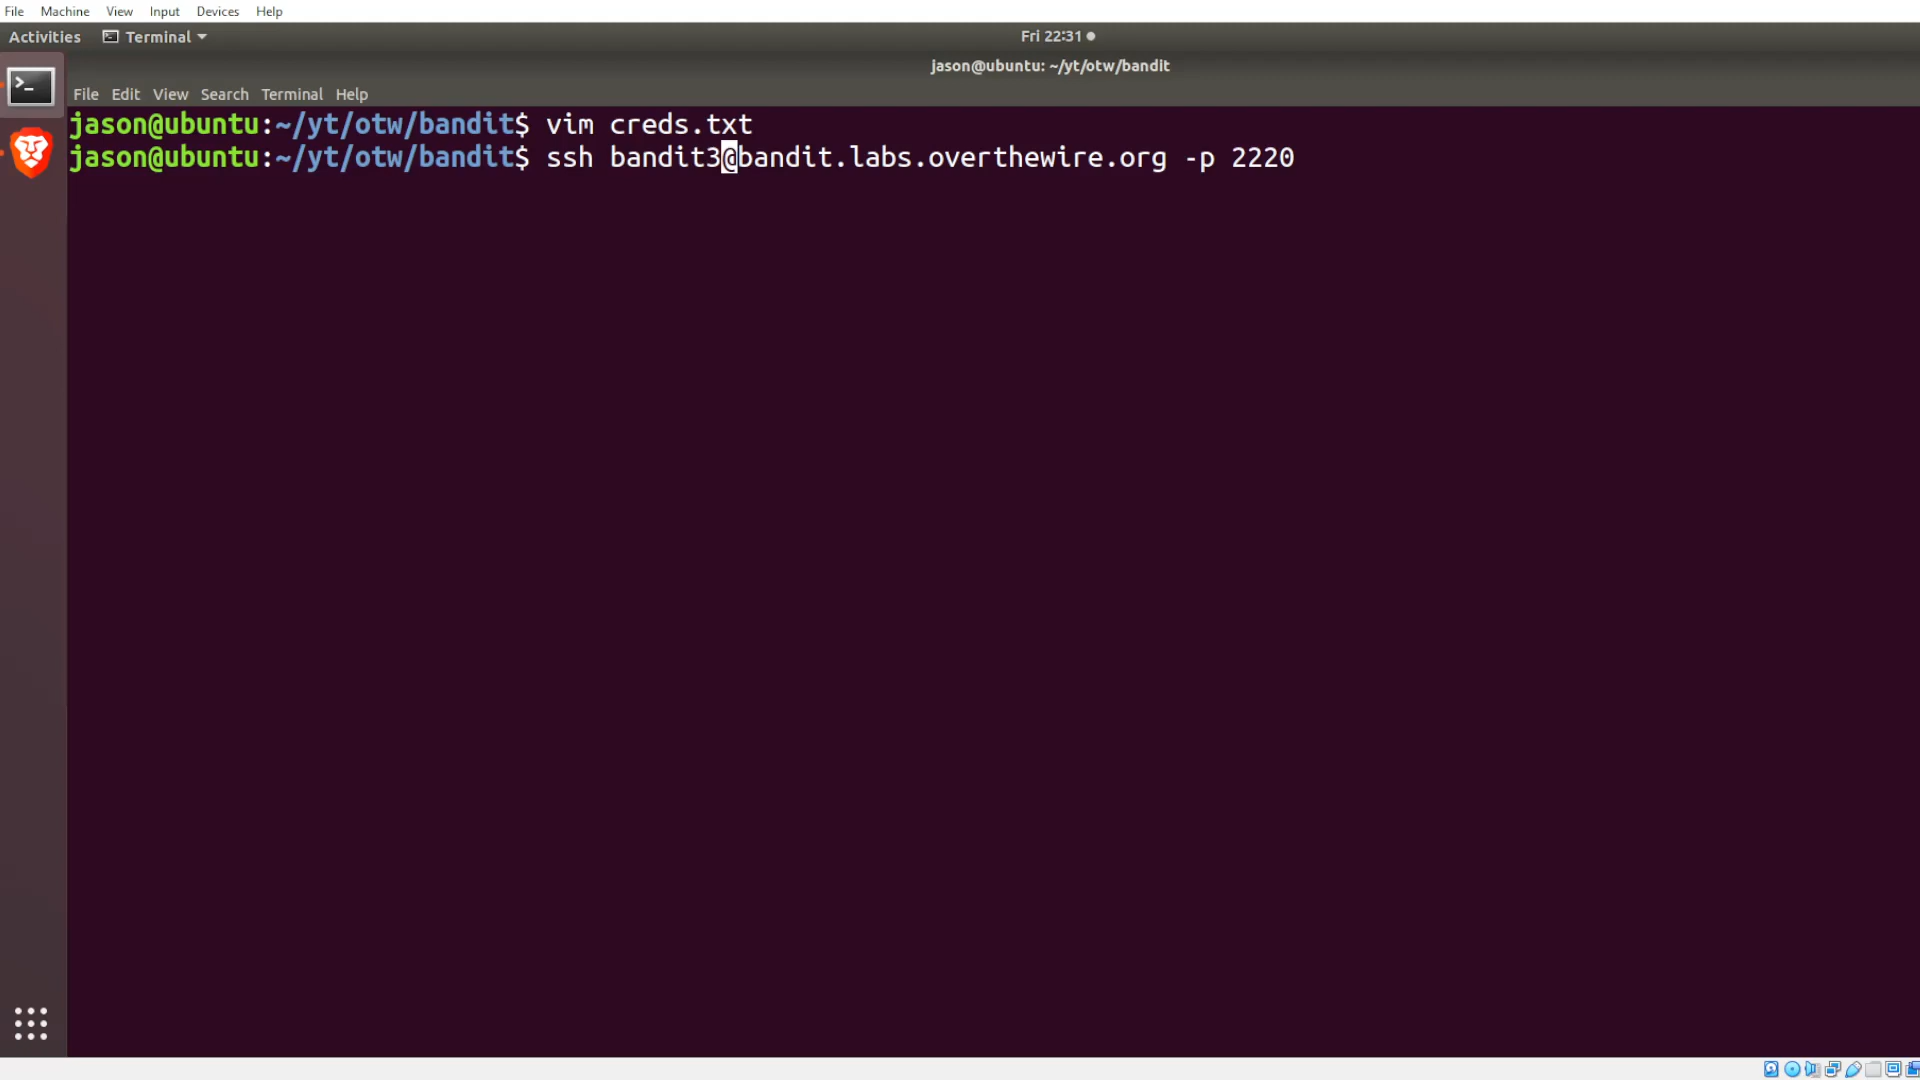 File Machine View Input Devices Help
Activities Terminal Fri 22:31
jason@ubuntu: ~/yt/otw/bandit
File Edit View Search Terminal Help
jason@ubuntu:~/yt/otw/bandit$ vim creds.txt
jason@ubuntu:~/yt/otw/bandit$ ssh bandit3@bandit.labs.overthewire.org -p 2220